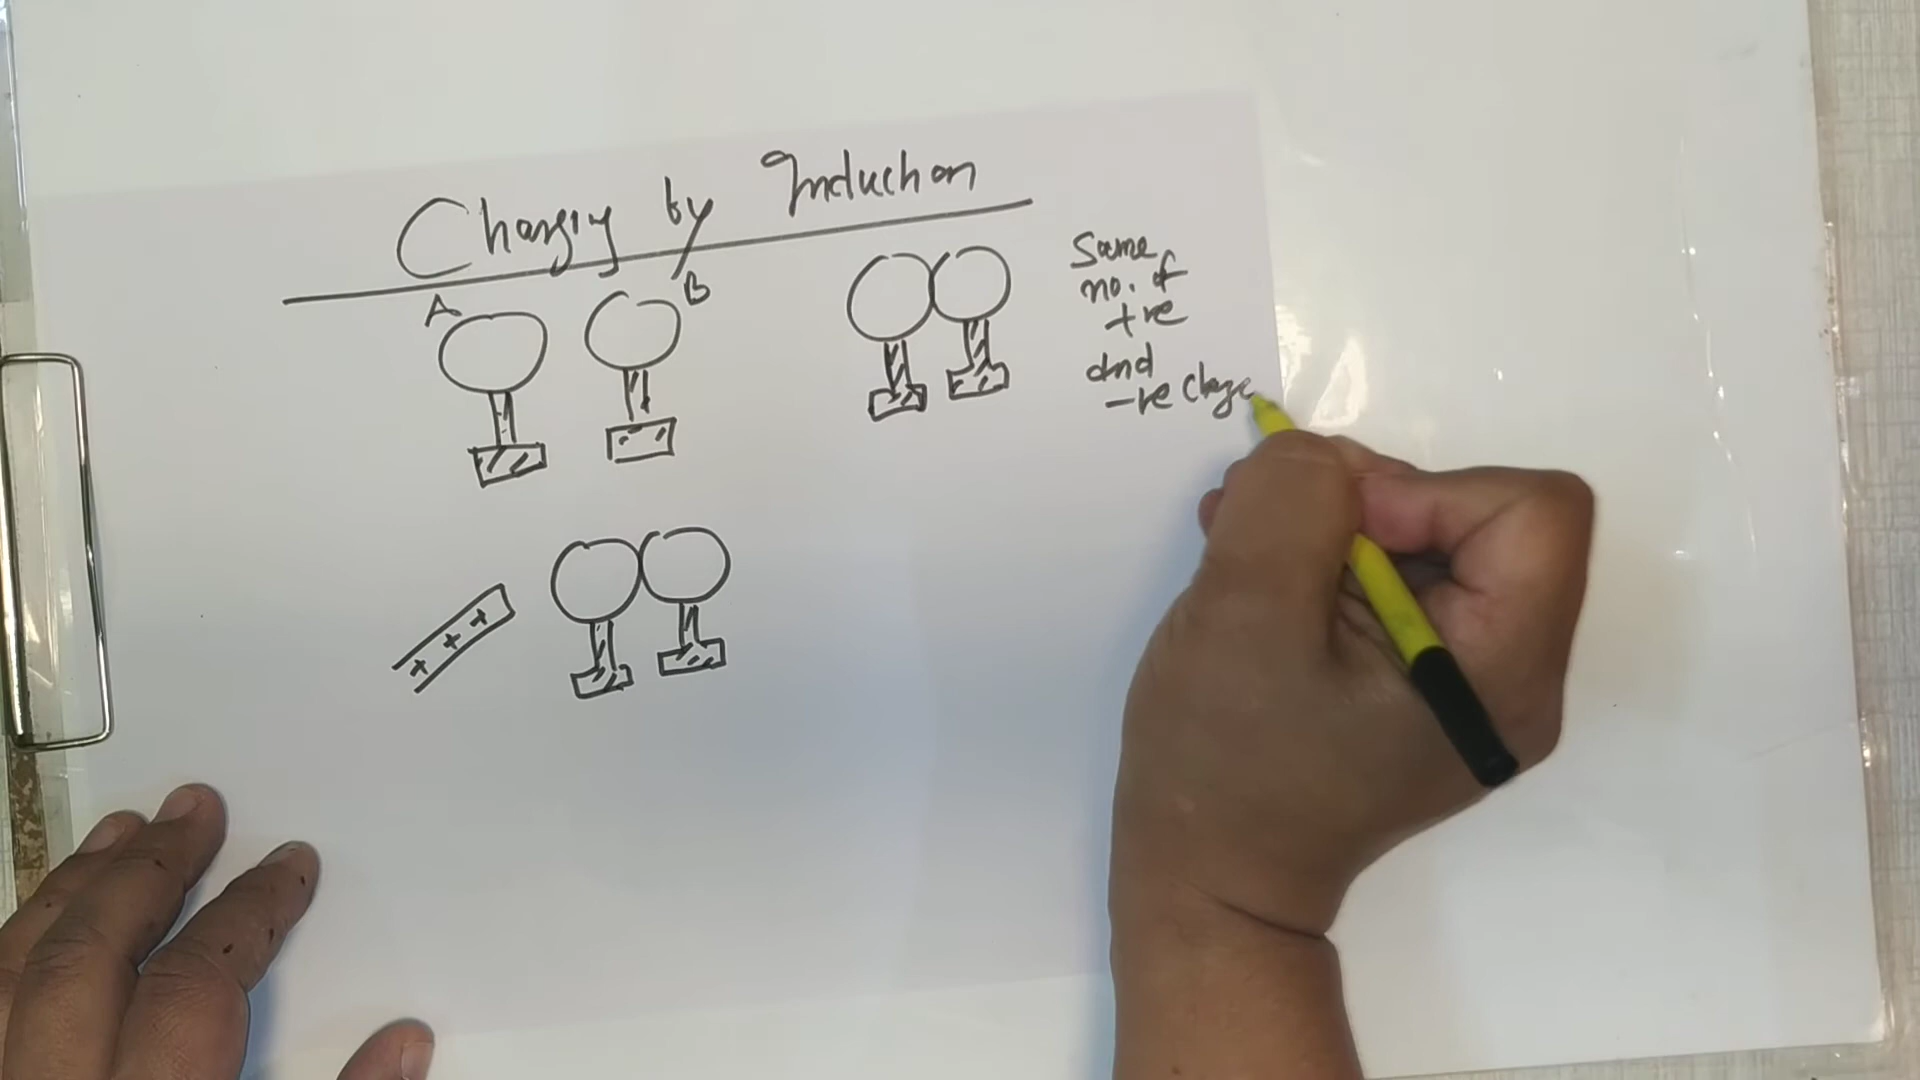 Charging by Induction
A
B
Same
no. of
+ve
and
-ve Charge
+ + +